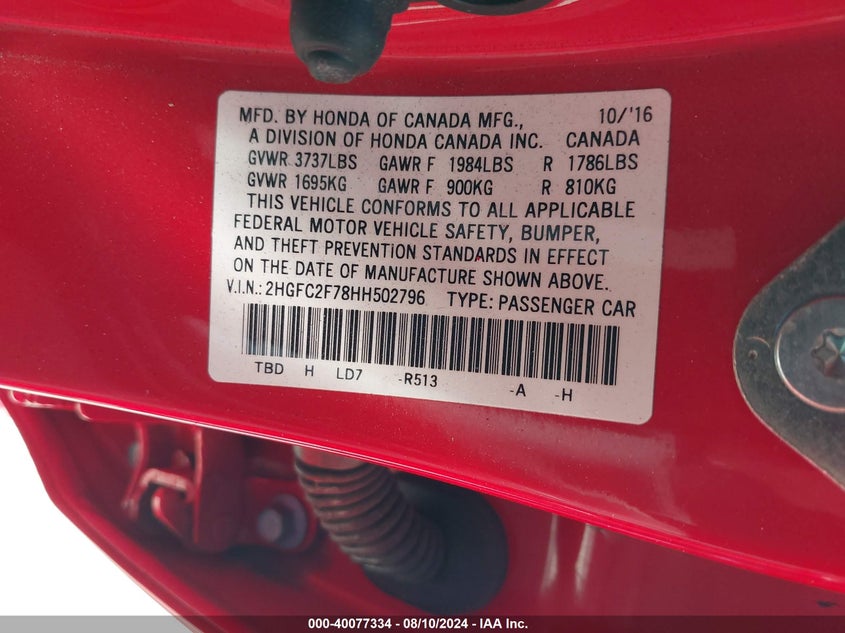 MFD. BY HONDA OF CANADA MFG., 10/'16
A DIVISION OF HONDA CANADA INC. CANADA
GVWR 3737LBS GAWR F 1984LBS R 1786LBS
GVWR 1695KG GAWR F 900KG R 810KG
THIS VEHICLE CONFORMS TO ALL APPLICABLE
FEDERAL MOTOR VEHICLE SAFETY, BUMPER,
AND THEFT PREVENTION STANDARDS IN EFFECT
ON THE DATE OF MANUFACTURE SHOWN ABOVE.
V.I.N.: 2HGFC2F78HH502796 TYPE: PASSENGER CAR
TBD H LD7 -R513 -A -H
000-40077334 - 08/10/2024 - IAA Inc.